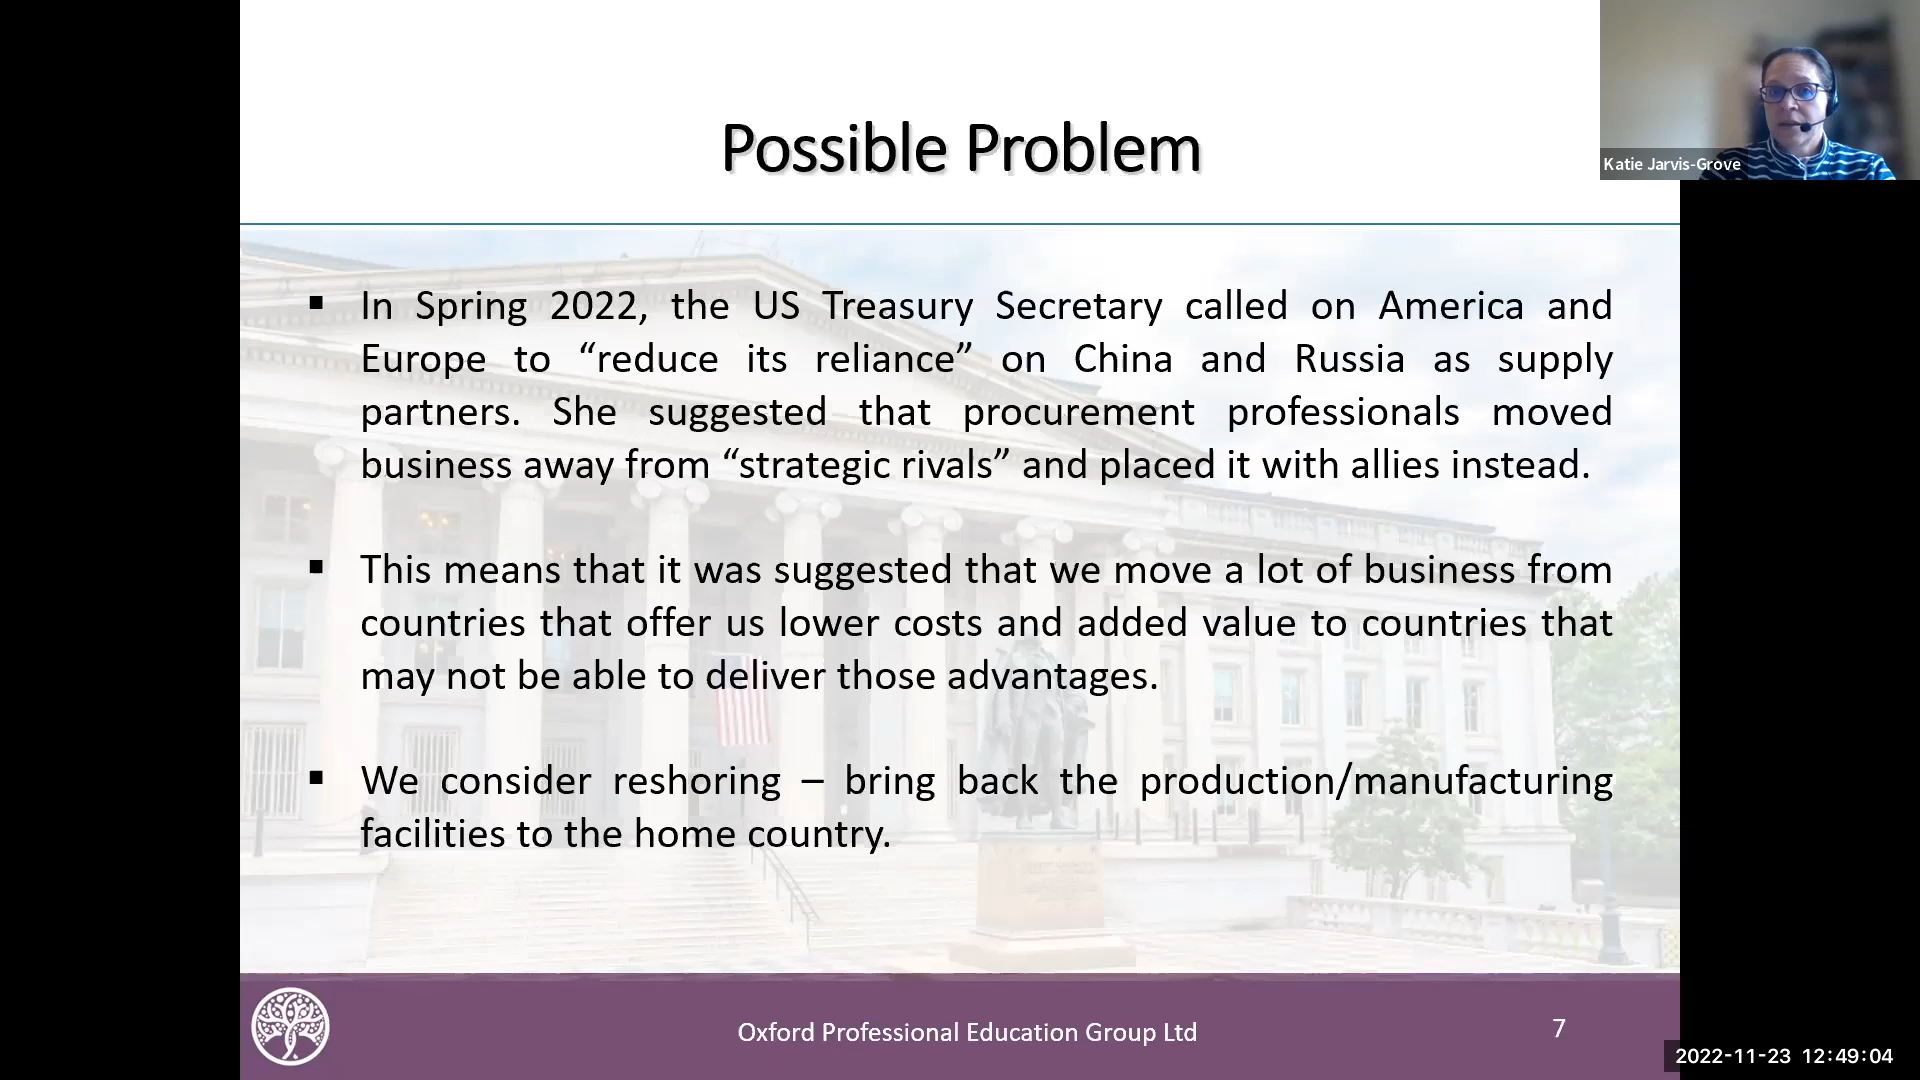 Possible Problem
Katie Jarvis-Grove
▪ In Spring 2022, the US Treasury Secretary called on America and
Europe to “reduce its reliance” on China and Russia as supply
partners. She suggested that procurement professionals moved
business away from “strategic rivals” and placed it with allies instead.
▪ This means that it was suggested that we move a lot of business from
countries that offer us lower costs and added value to countries that
may not be able to deliver those advantages.
▪ We consider reshoring – bring back the production/manufacturing
facilities to the home country.
Oxford Professional Education Group Ltd
7
2022-11-23 12:49:04